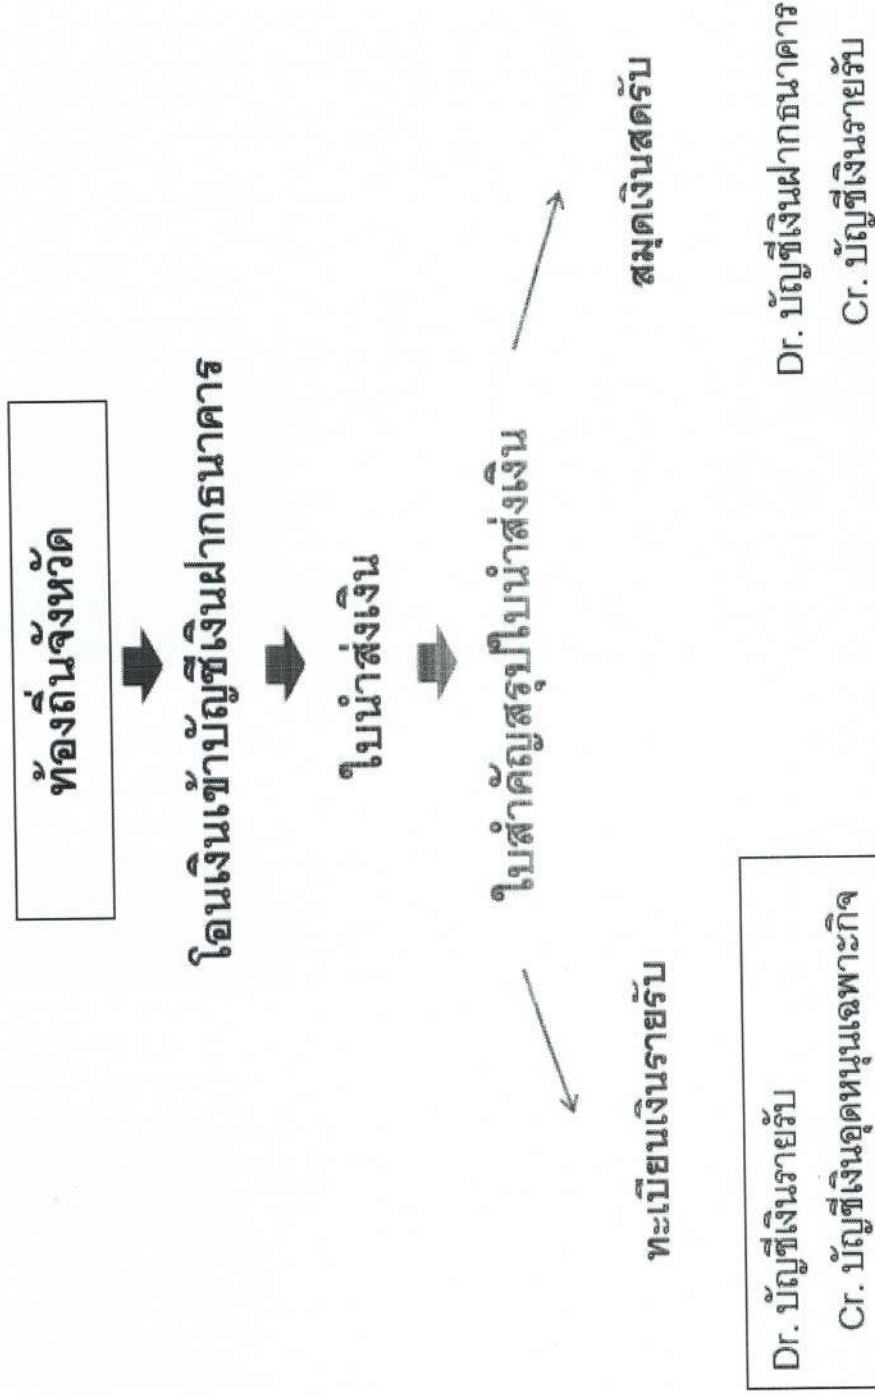 ท้องถิ่นจังหวัด
โอนเงินเข้าบัญชีเงินฝากธนาคาร
ใบนำส่งเงิน
ใบสำคัญสรุปใบนำส่งเงิน
ทะเบียนเงินรายรับ
สมุดเงินสดรับ
Dr. บัญชีเงินรายรับ
Cr. บัญชีเงินอุดหนุนเฉพาะกิจ
Dr. บัญชีเงินฝากธนาคาร
Cr. บัญชีเงินรายรับ